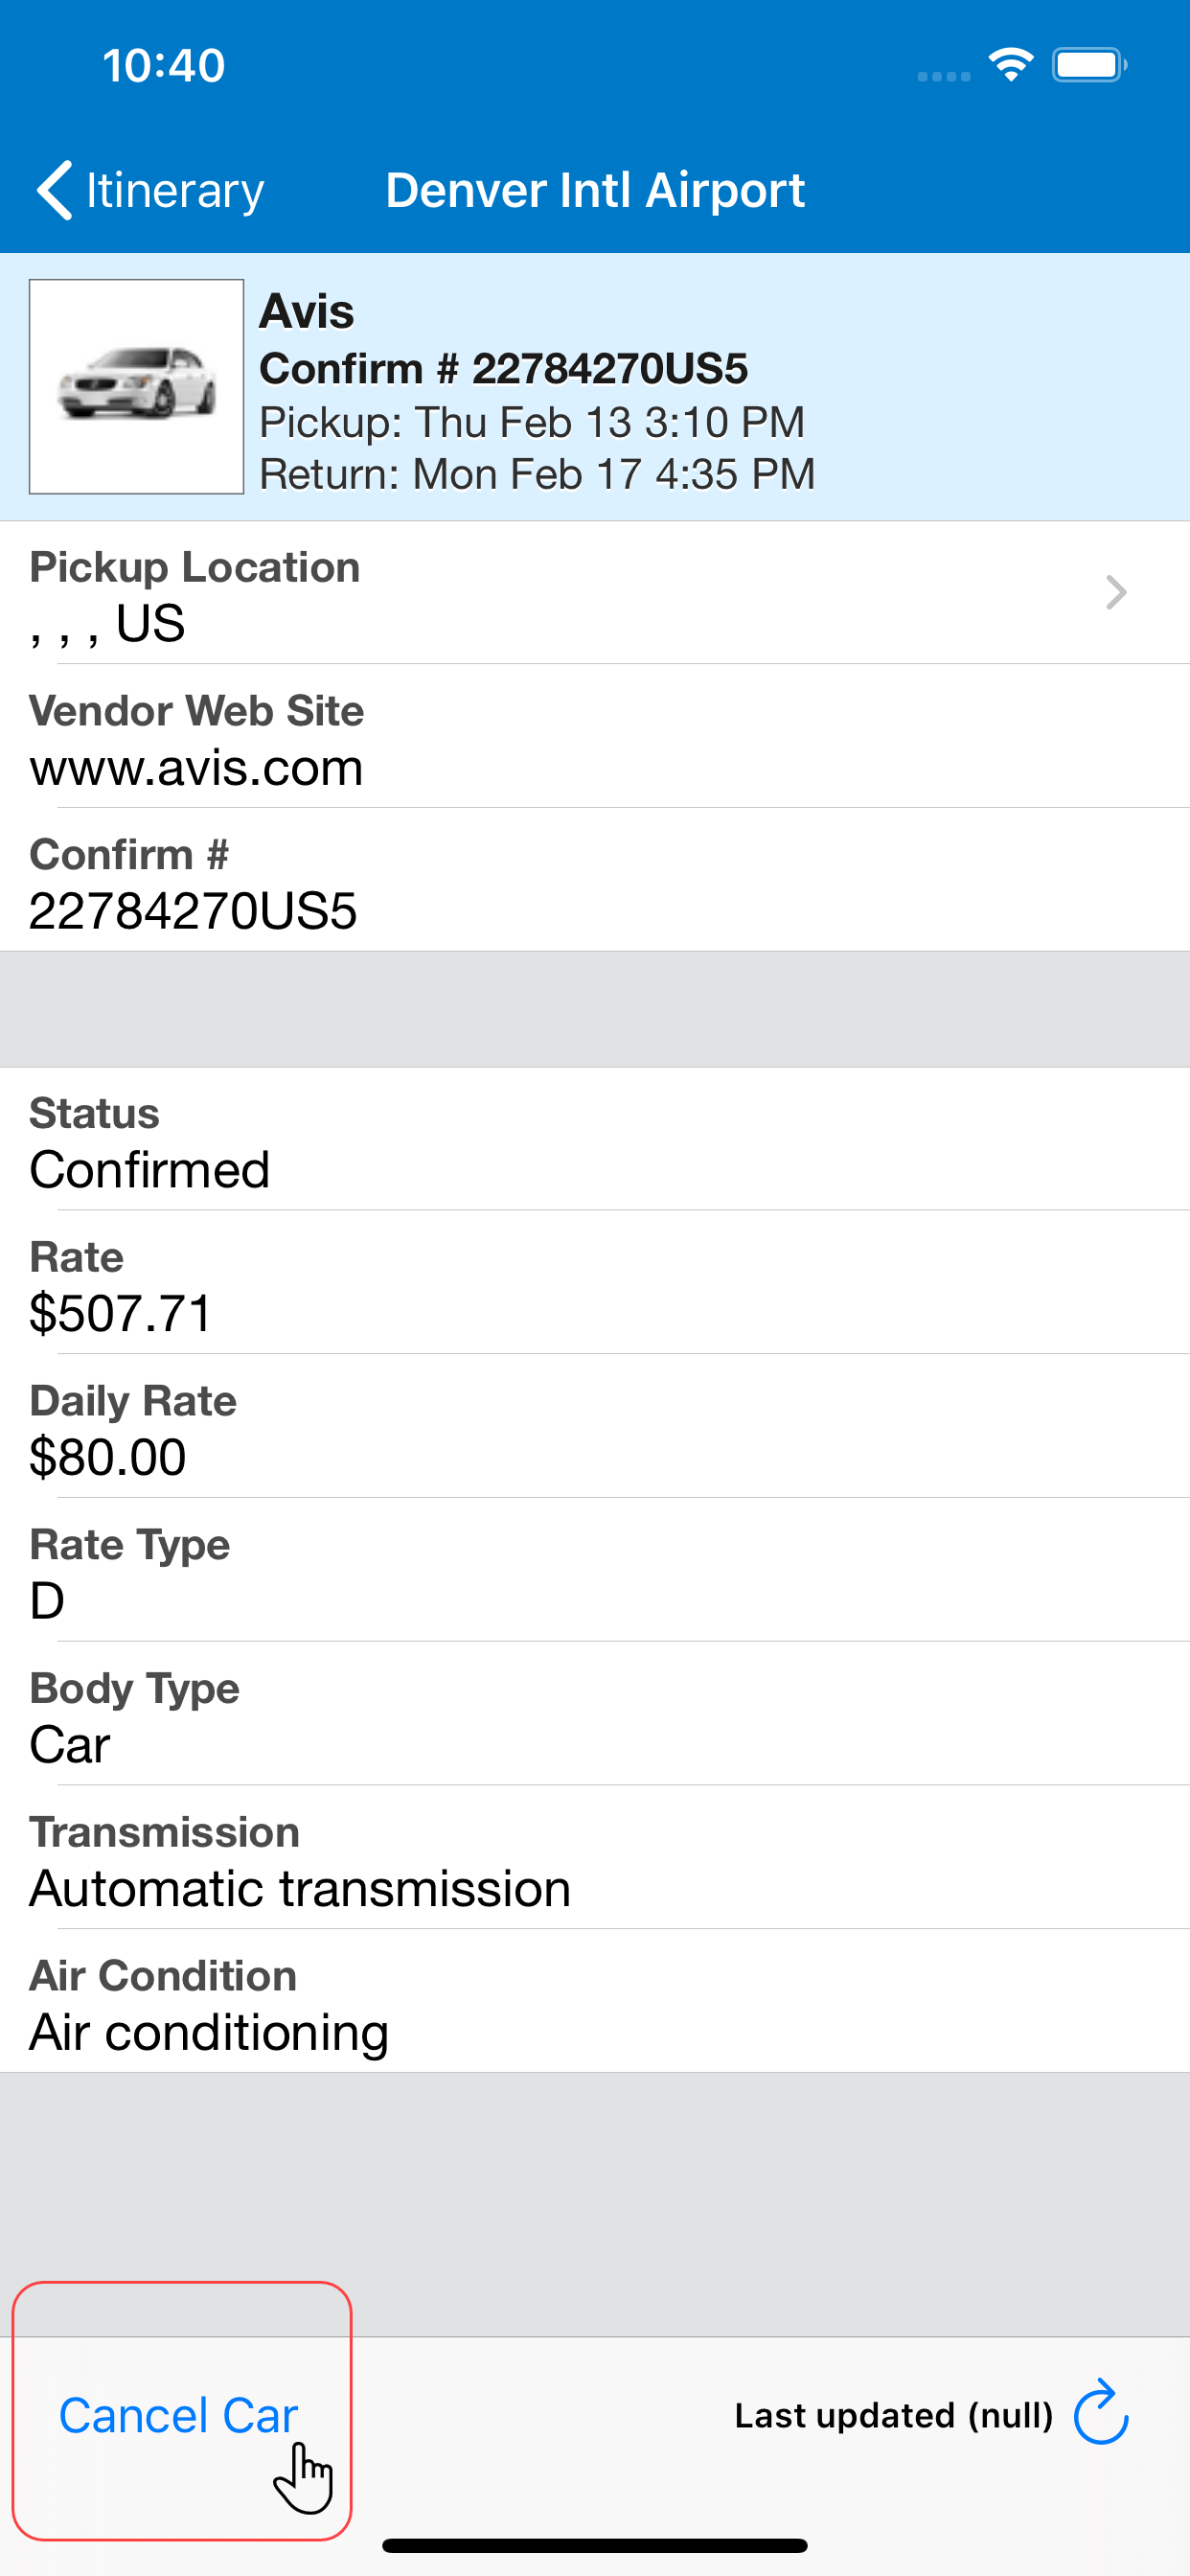 10:40
Itinerary
Denver Intl Airport
Avis
Confirm # 22784270US5
Pickup: Thu Feb 13 3:10 PM
Return: Mon Feb 17 4:35 PM
Pickup Location
, , , US
Vendor Web Site
www.avis.com
Confirm #
22784270US5
Status
Confirmed
Rate
$507.71
Daily Rate
$80.00
Rate Type
D
Body Type
Car
Transmission
Automatic transmission
Air Condition
Air conditioning
Cancel Car
Last updated (null)